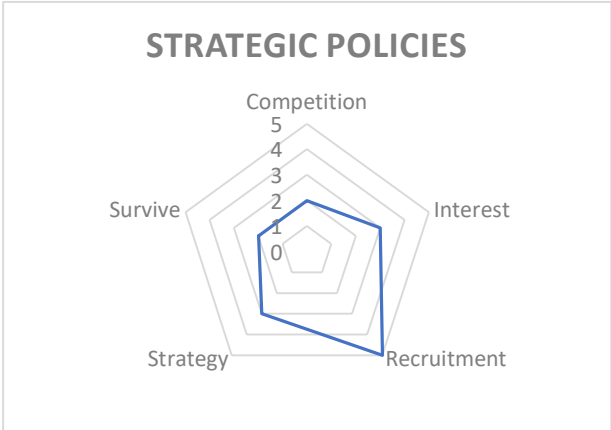 STRATEGIC POLICIES
Competition
5
4
3
2
1
0
Survive
Interest
Strategy
Recruitment